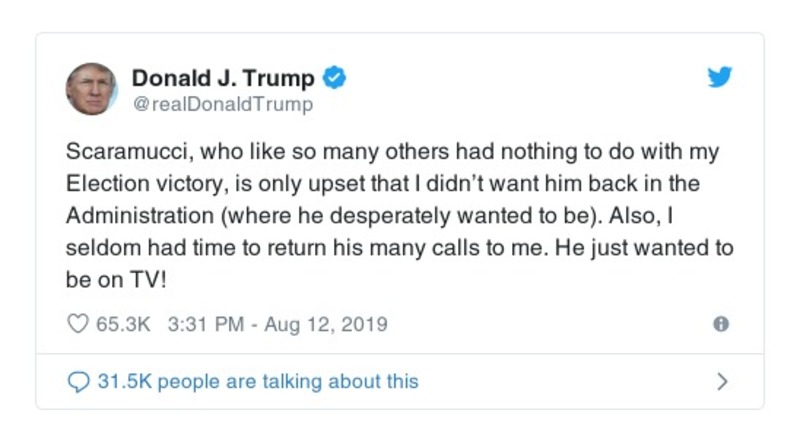 Donald J. Trump
@realDonaldTrump
Scaramucci, who like so many others had nothing to do with my
Election victory, is only upset that I didn’t want him back in the
Administration (where he desperately wanted to be). Also, I
seldom had time to return his many calls to me. He just wanted to
be on TV!
65.3K 3:31 PM - Aug 12, 2019
31.5K people are talking about this